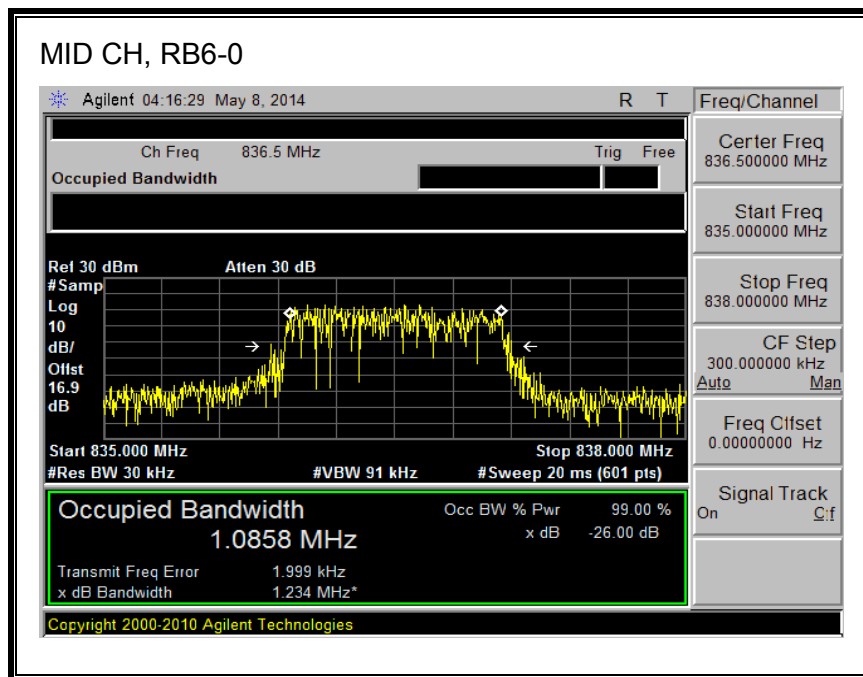 MID CH, RB6-0
Agilent 04:16:29 May 8, 2014 R T
Freq/Channel
Ch Freq 836.5 MHz Trig Free
Occupied Bandwidth
Center Freq
836.500000 MHz
Start Freq
835.000000 MHz
Stop Freq
838.000000 MHz
CF Step
300.000000 kHz
Auto Man
Freq Offset
0.00000000 Hz
Signal Track
On Off
Ref 30 dBm Atten 30 dB
#Samp
Log
10
dB/
Offst
16.9
dB
Start 835.000 MHz Stop 838.000 MHz
#Res BW 30 kHz #VBW 91 kHz #Sweep 20 ms (601 pts)
Occupied Bandwidth
1.0858 MHz
Occ BW % Pwr 99.00 %
x dB -26.00 dB
Transmit Freq Error 1.999 kHz
x dB Bandwidth 1.234 MHz*
Copyright 2000-2010 Agilent Technologies